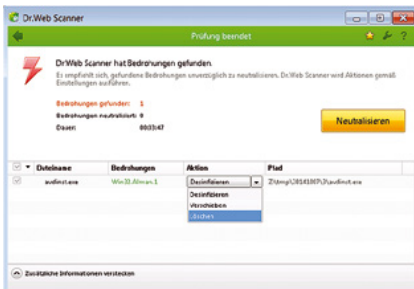 Dr.Web Scanner
Prüfung beendet
?
Dr.Web Scanner hat Bedrohungen gefunden.
Es empfiehlt sich, gefundene Bedrohungen unverzüglich zu neutralisieren. Dr.Web Scanner wird Aktionen gemäß
Einstellungen ausführen.
Bedrohungen gefunden: 1
Bedrohungen neutralisiert: 0
Dauer: 00:03:47
Neutralisieren
Dateiname Bedrohungen Aktion Pfad
avdinst.exe Win32.Alman.1 Desinfizieren
Desinfizieren
Verschieben
Löschen
Zusätzliche Informationen verstecken